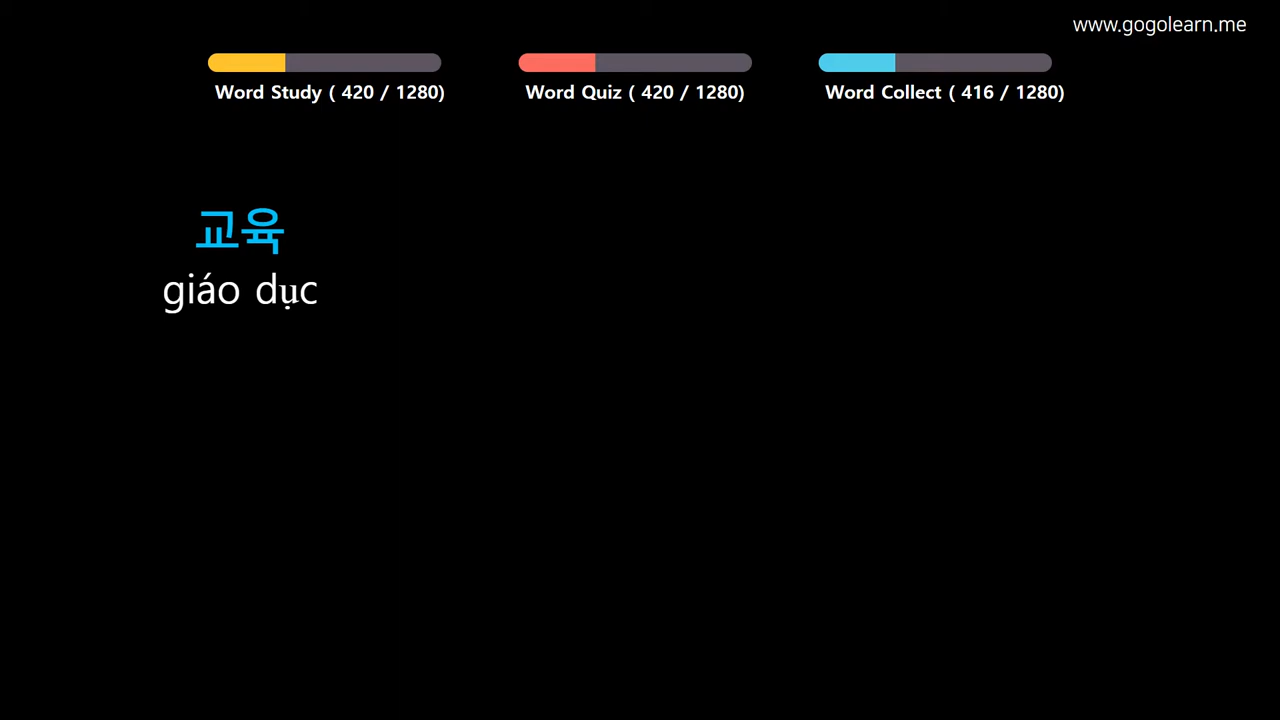 www.gogolearn.me
Word Study ( 420 / 1280)
Word Quiz ( 420 / 1280)
Word Collect ( 416 / 1280)
교육
giáo dục